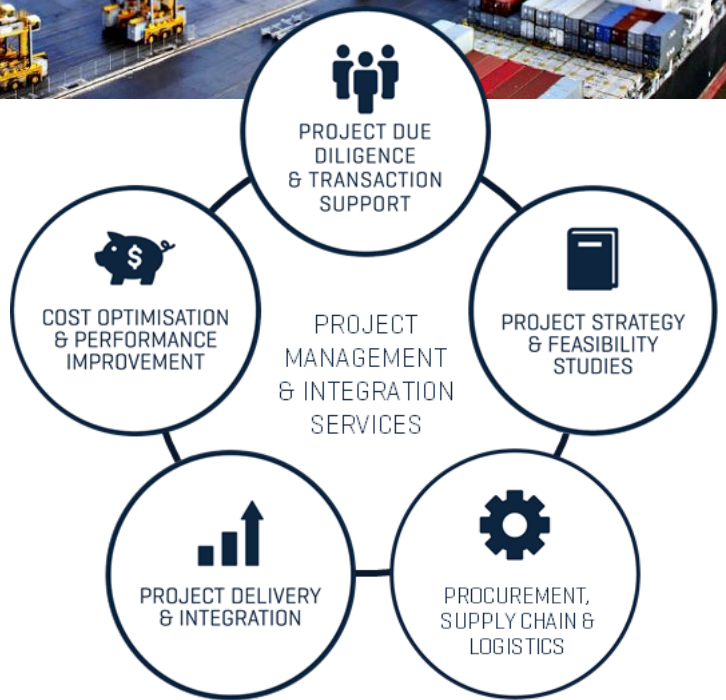 PROJECT DUE
DILIGENCE
& TRANSACTION
SUPPORT
$
COST OPTIMISATION
& PERFORMANCE
IMPROVEMENT
PROJECT
MANAGEMENT
& INTEGRATION
SERVICES
PROJECT STRATEGY
& FEASIBILITY
STUDIES
PROJECT DELIVERY
& INTEGRATION
PROCUREMENT,
SUPPLY CHAIN &
LOGISTICS